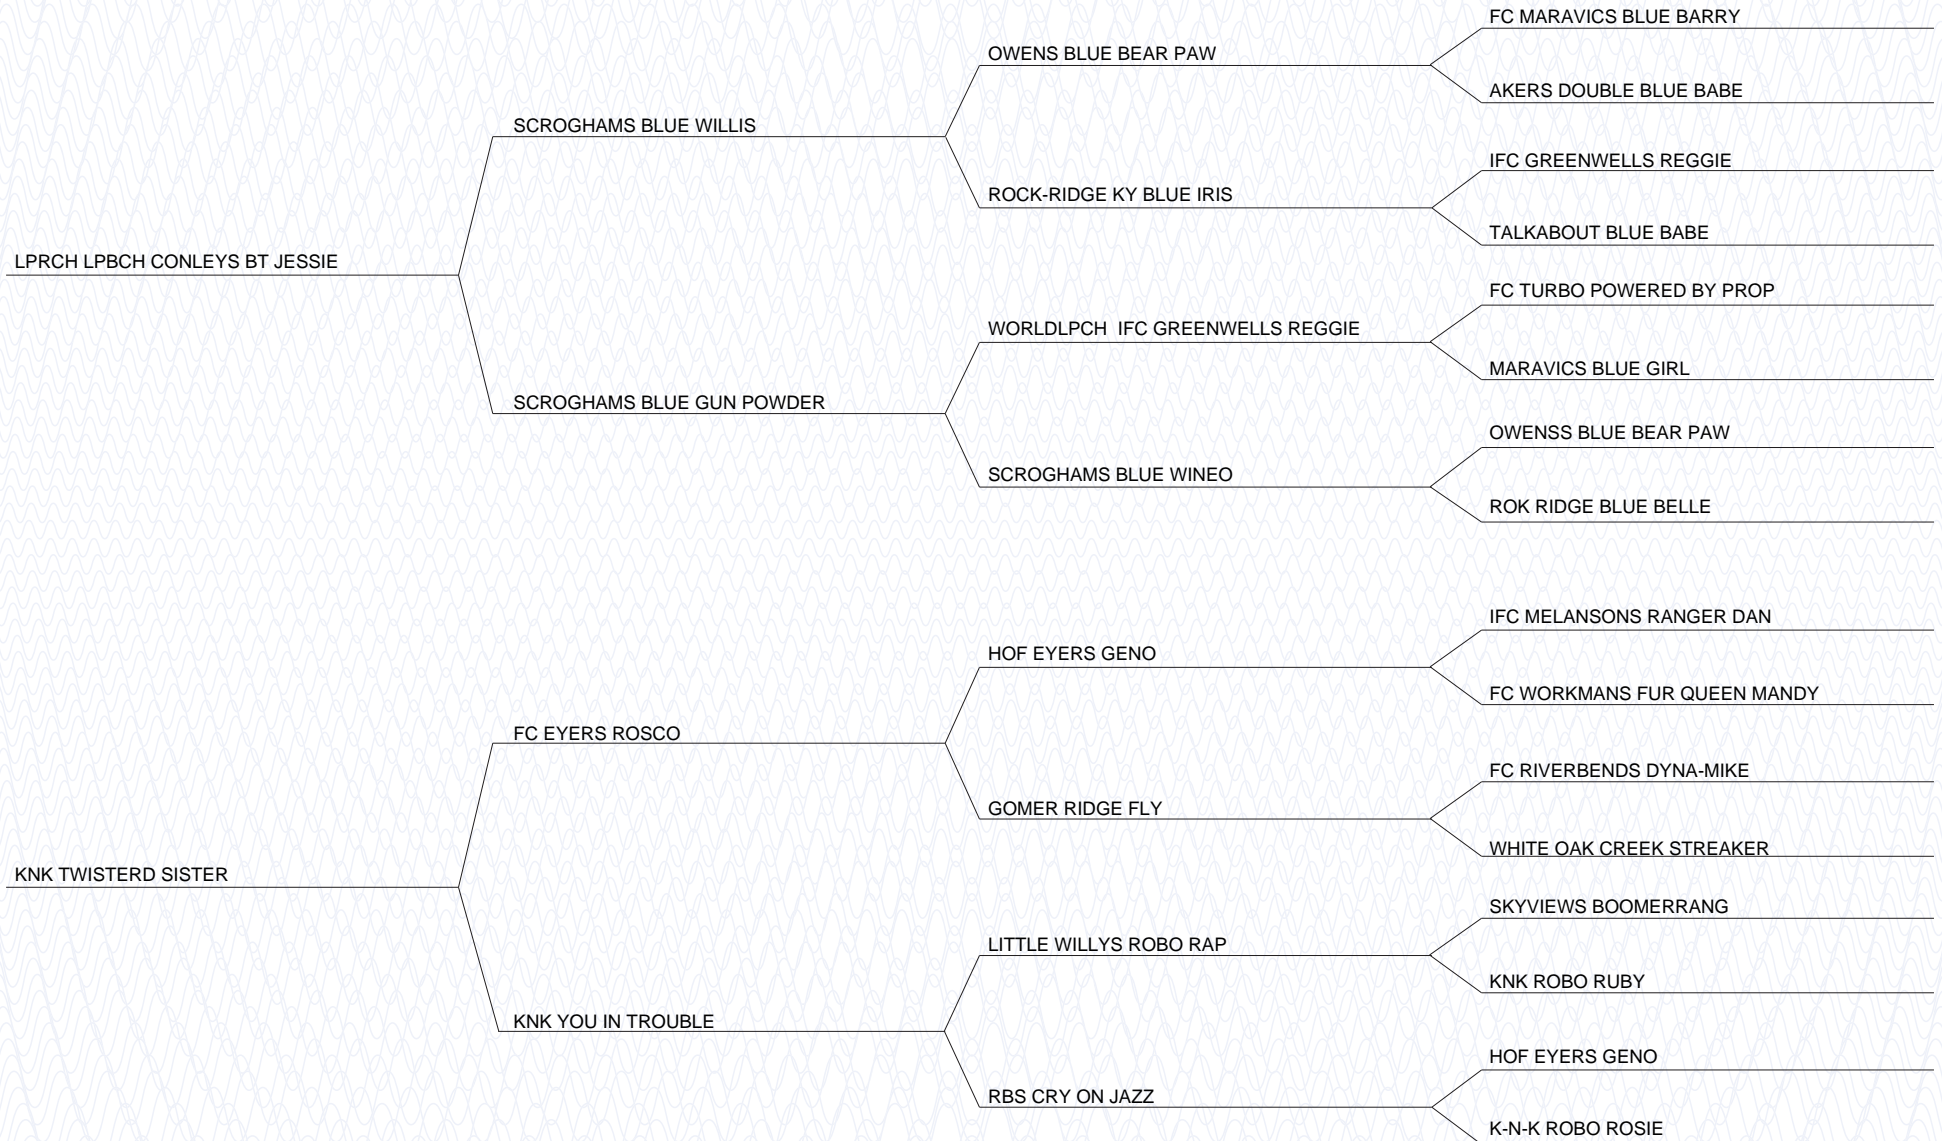 FC MARAVICS BLUE BARRY
OWENS BLUE BEAR PAW
AKERS DOUBLE BLUE BABE
SCROGHAMS BLUE WILLIS
IFC GREENWELLS REGGIE
ROCK-RIDGE KY BLUE IRIS
TALKABOUT BLUE BABE
LPRCH LPBCH CONLEYS BT JESSIE
FC TURBO POWERED BY PROP
WORLDLPCH  IFC GREENWELLS REGGIE
MARAVICS BLUE GIRL
SCROGHAMS BLUE GUN POWDER
OWENSS BLUE BEAR PAW
SCROGHAMS BLUE WINEO
ROK RIDGE BLUE BELLE
IFC MELANSONS RANGER DAN
HOF EYERS GENO
FC WORKMANS FUR QUEEN MANDY
FC EYERS ROSCO
FC RIVERBENDS DYNA-MIKE
GOMER RIDGE FLY
WHITE OAK CREEK STREAKER
KNK TWISTERD SISTER
SKYVIEWS BOOMERRANG
LITTLE WILLYS ROBO RAP
KNK ROBO RUBY
KNK YOU IN TROUBLE
HOF EYERS GENO
RBS CRY ON JAZZ
K-N-K ROBO ROSIE